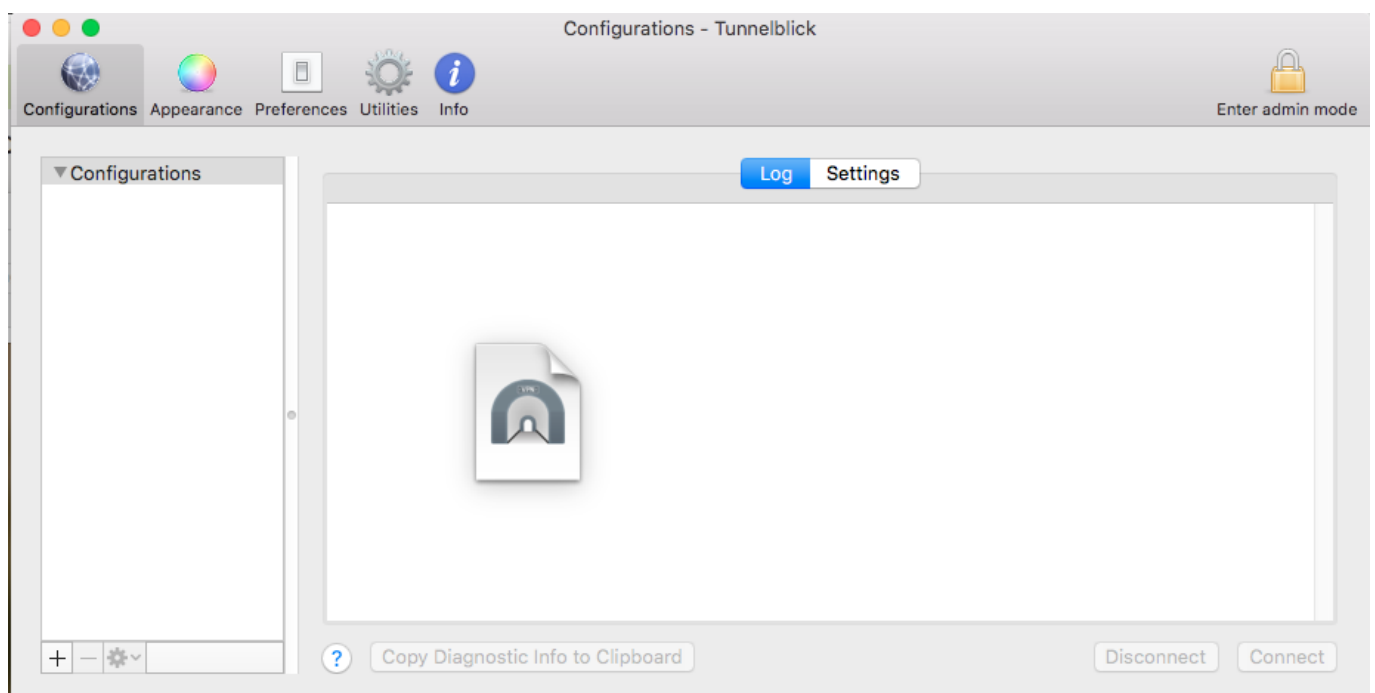 Configurations - Tunnelblick
Configurations Appearance Preferences Utilities Info Enter admin mode
Configurations
Log Settings
VPN
Copy Diagnostic Info to Clipboard Disconnect Connect